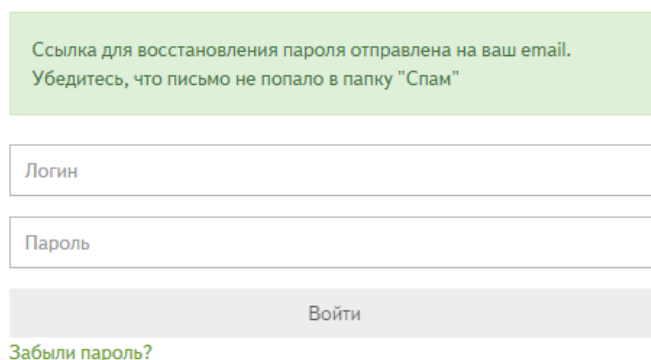 Ссылка для восстановления пароля отправлена на ваш email.
Убедитесь, что письмо не попало в папку "Спам"
Логин
Пароль
Войти
Забыли пароль?